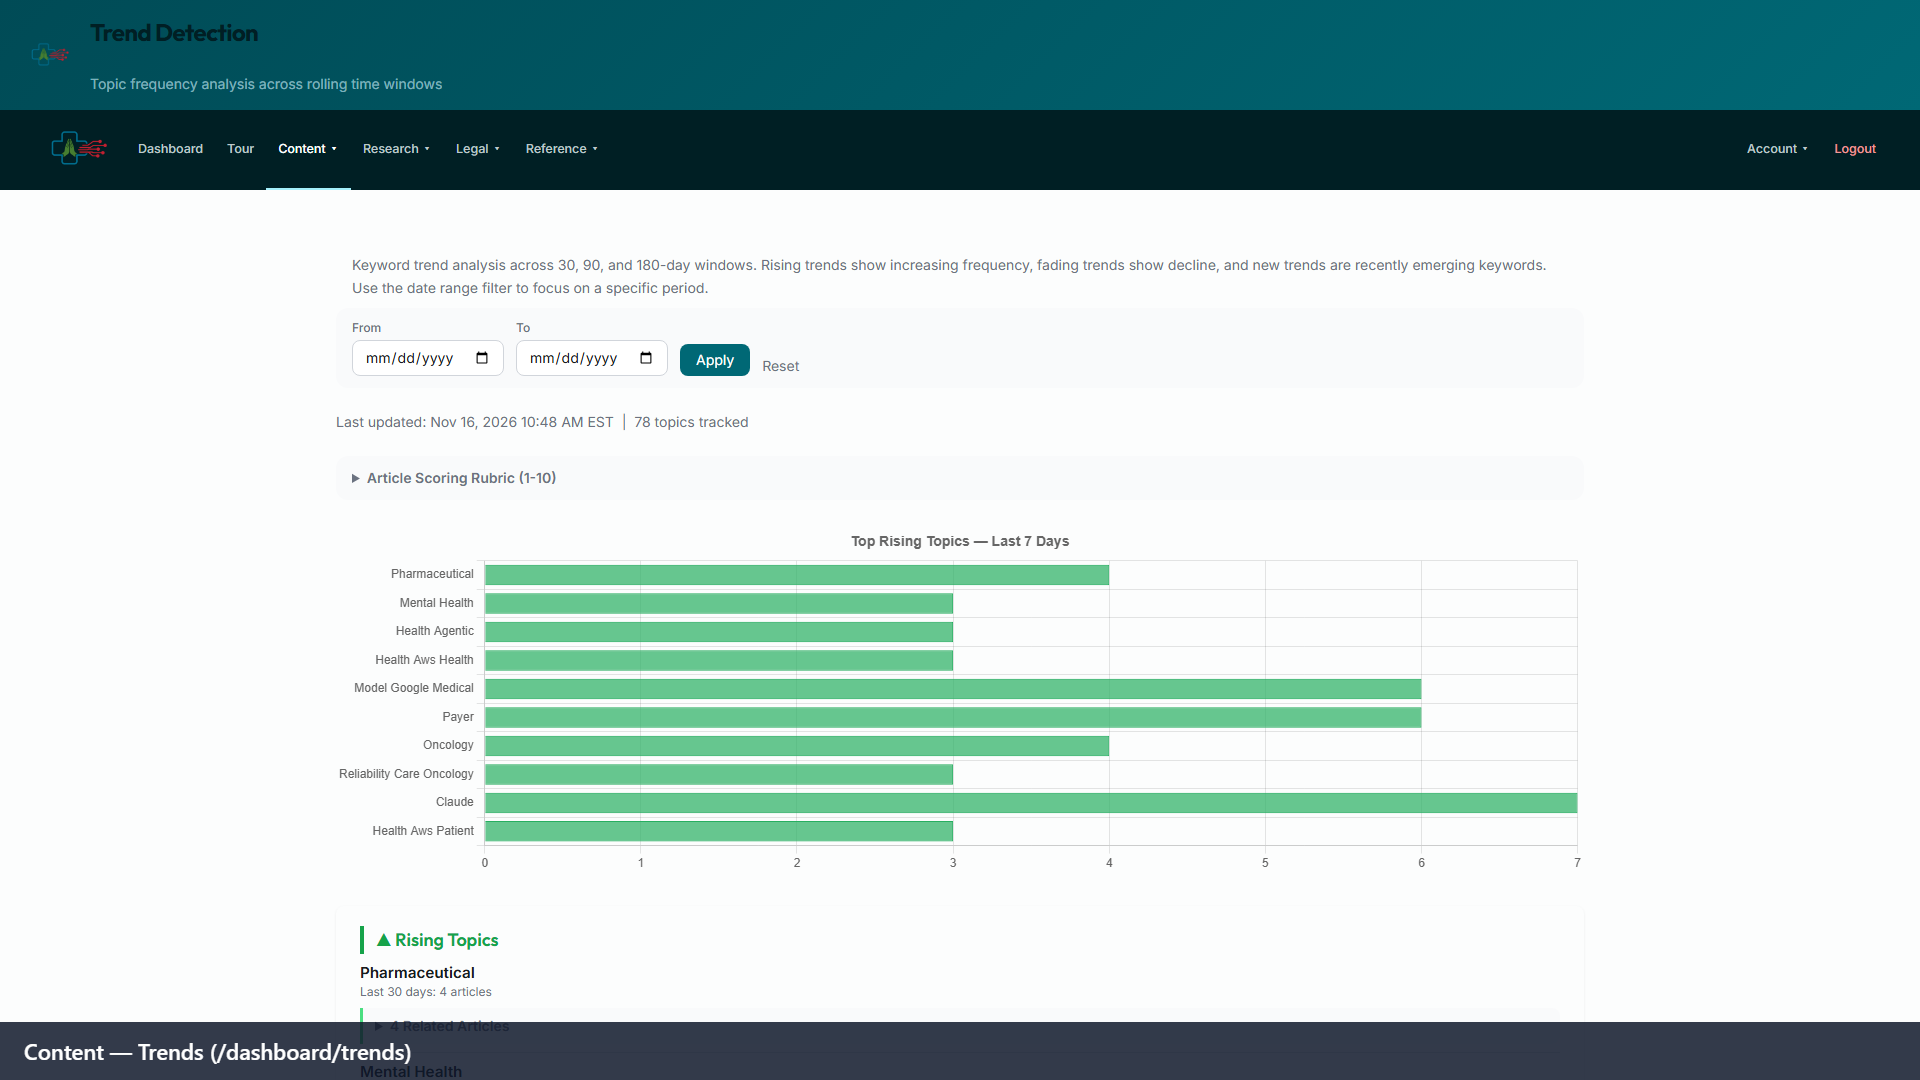 Trend Detection
Topic frequency analysis across rolling time windows
Dashboard
Tour
Content
Research
Legal
Reference
Account
Logout
Keyword trend analysis across 30, 90, and 180-day windows. Rising trends show increasing frequency, fading trends show decline, and new trends are recently emerging keywords.
Use the date range filter to focus on a specific period.
From
To
mm/dd/yyyy
mm/dd/yyyy
Apply
Reset
Last updated: Nov 16, 2026 10:48 AM EST | 78 topics tracked
Article Scoring Rubric (1-10)
Top Rising Topics — Last 7 Days
Pharmaceutical
Mental Health
Health Agentic
Health Aws Health
Model Google Medical
Payer
Oncology
Reliability Care Oncology
Claude
Health Aws Patient
0 1 2 3 4 5 6 7
▲ Rising Topics
Pharmaceutical
Last 30 days: 4 articles
4 Related Articles
Content — Trends (/dashboard/trends)
Mental Health